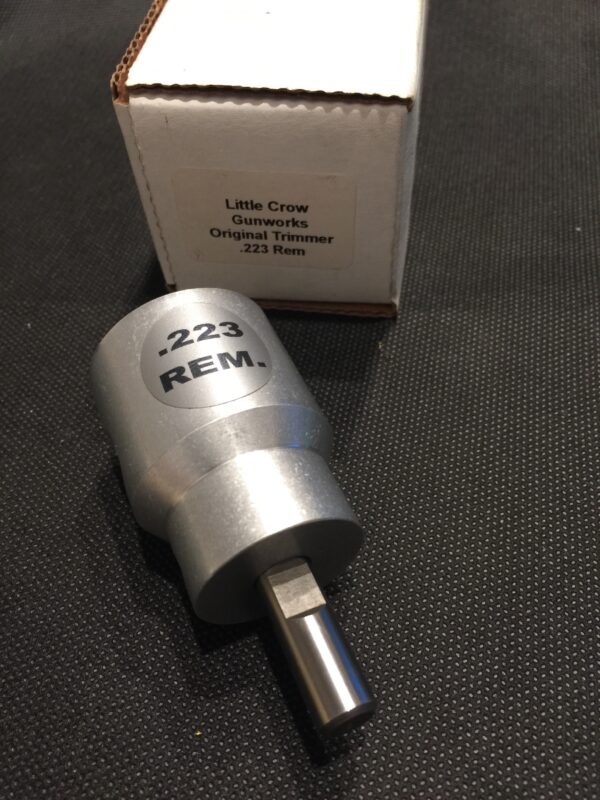 Little Crow
Gunworks
Original Trimmer
.223 Rem
.223
REM.